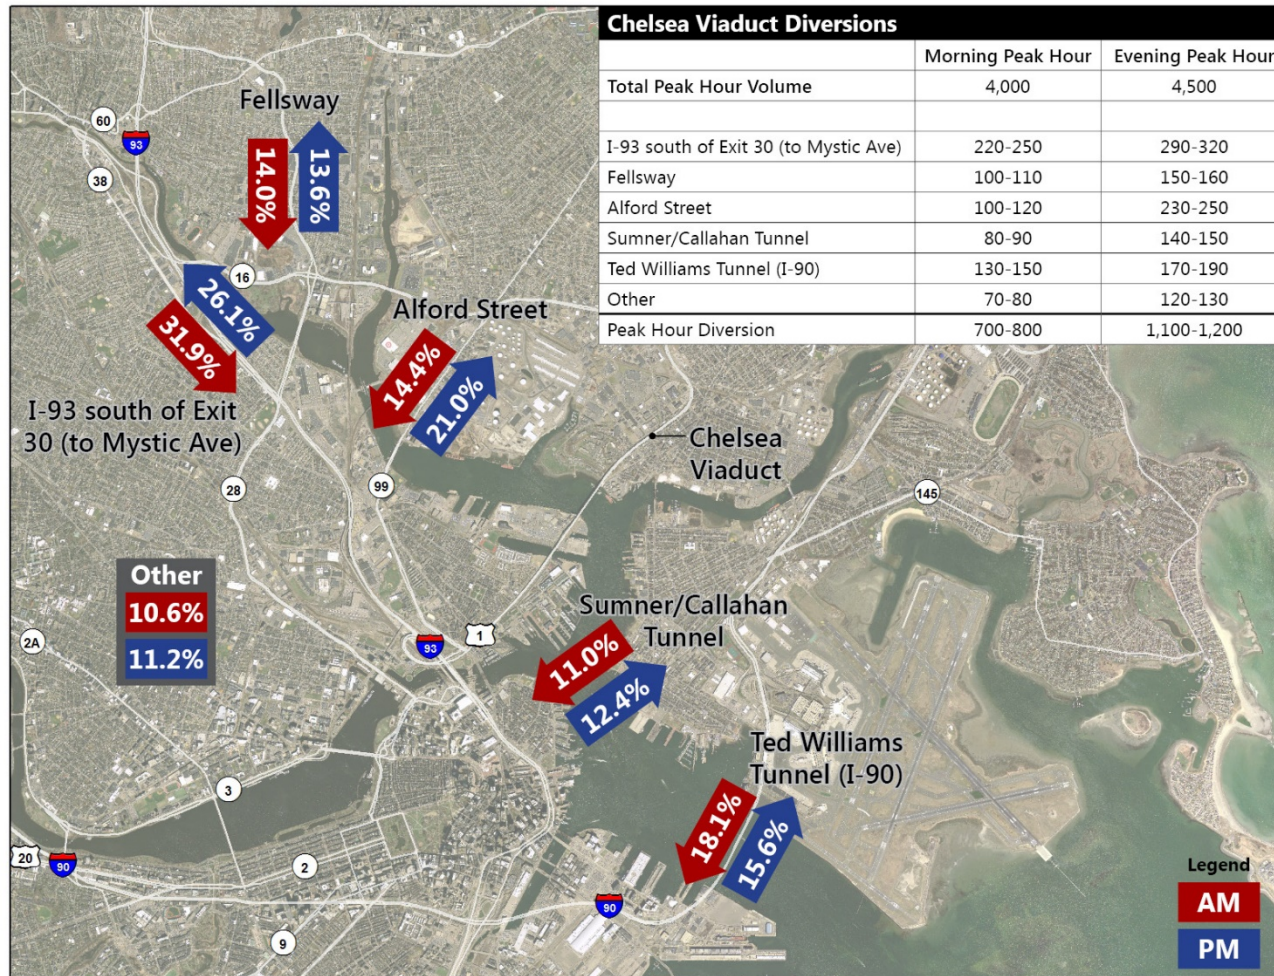 Chelsea Viaduct Diversions
Morning Peak Hour Evening Peak Hour
Total Peak Hour Volume 4,000 4,500
I-93 south of Exit 30 (to Mystic Ave) 220-250 290-320
Fellsway 100-110 150-160
Alford Street 100-120 230-250
Sumner/Callahan Tunnel 80-90 140-150
Ted Williams Tunnel (I-90) 130-150 170-190
Other 70-80 120-130
Peak Hour Diversion 700-800 1,100-1,200
Fellsway
60
93
14.0%
13.6%
38
16
26.1%
31.9%
Alford Street
14.4%
21.0%
I-93 south of Exit
30 (to Mystic Ave)
Chelsea
Viaduct
28
99
145
Other
10.6%
11.2%
2A
93
1
Sumner/Callahan
Tunnel
11.0%
12.4%
Ted Williams
Tunnel (I-90)
18.1%
15.6%
3
20
90
2
90
9
Legend
AM
PM